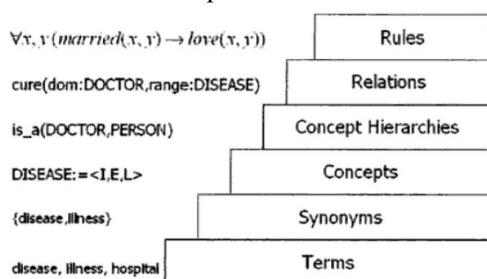 ∀x, y (married(x, y) → love(x, y)) Rules
cure(dom:DOCTOR,range:DISEASE) Relations
is_a(DOCTOR,PERSON) Concept Hierarchies
DISEASE:=<I,E,L> Concepts
{disease,illness} Synonyms
disease, illness, hospital Terms